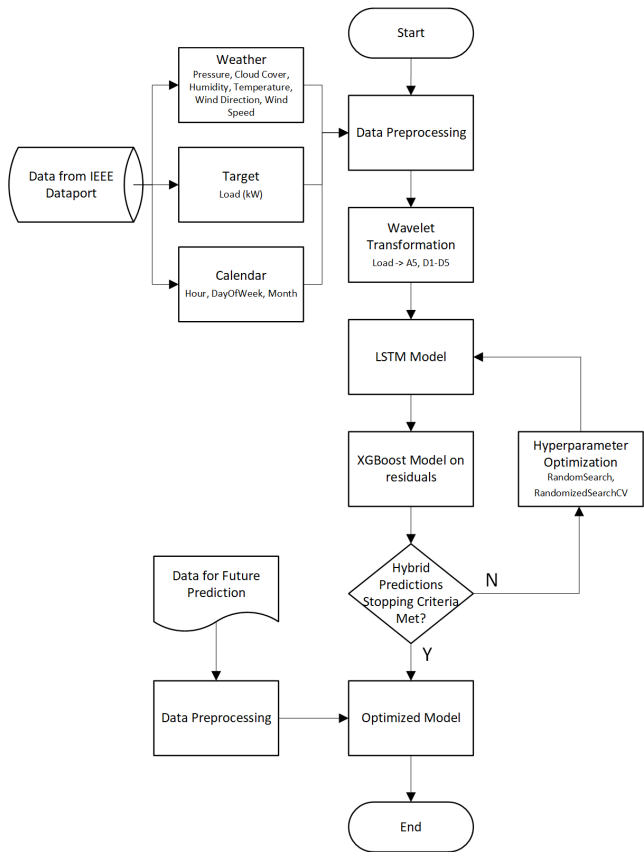 Start
Weather
Pressure, Cloud Cover,
Humidity, Temperature,
Wind Direction, Wind
Speed
Data Preprocessing
Data from IEEE
Dataport
Target
Load (kW)
Wavelet
Transformation
Load -> A5, D1-D5
Calendar
Hour, DayOfWeek, Month
LSTM Model
XGBoost Model on
residuals
Hyperparameter
Optimization
RandomSearch,
RandomizedSearchCV
Hybrid
Predictions
Stopping Criteria
Met?
N
Y
Data for Future
Prediction
Data Preprocessing
Optimized Model
End